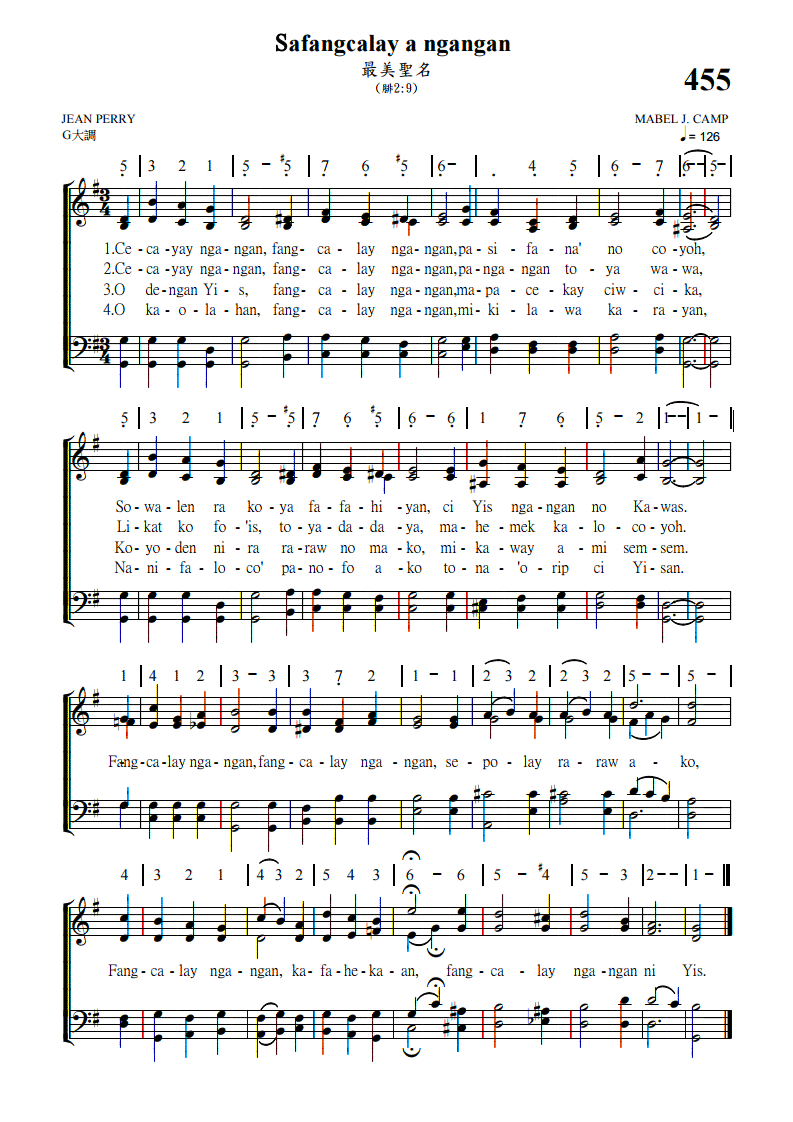 Safangcalay a ngangan
最美聖名
(腓2:9)
455
JEAN PERRY
MABEL J. CAMP
G大調
♩ = 126
5 | 3 2 1 | 5 - #5 | 7 6 #5 | 6 - | . 4 5 | 6 - 7 | 6 - - | 5 -
1.Ce - ca - yay nga - ngan, fang - ca - lay nga - ngan,pa - si - fa - na' no co - yoh,
2.Ce - ca - yay nga - ngan, fang - ca - lay nga - ngan,pa - nga - ngan to - ya wa - wa,
3.O de - ngan Yi - s, fang - ca - lay nga - ngan,ma - pa - ce - kay ciw - ci - ka,
4.O ka - o - la - han, fang - ca - lay nga - ngan,mi - ki - la - wa ka - ra - yan,
5 | 3 2 1 | 5 - #5 | 7 6 #5 | 6 - 6 | 1 7 6 | 5 - 2 | 1 - - | 1 -
So - wa - len ra ko - ya fa - fa - hi - yan, ci Yis nga - ngan no Ka - was.
Li - kat ko fo - 'is, to - ya - da - da - ya, ma - he - mek ka - lo - co - yoh.
Ko - yo - den ni - ra ra - raw no ma - ko, mi - ka - way a - mi sem - sem.
Na - ni - fa - lo - co' pa - no - fo a - ko to - na - 'o - rip ci Yi - san.
1 | 4 1 2 | 3 - 3 | 3 7 2 | 1 - 1 | 2 3 2 | 2 3 2 | 5 - - | 5
Fang - ca - lay nga - ngan,fang - ca - lay nga - ngan, se - po - lay ra - raw a - ko,
4 | 3 2 1 | 4 3 2 | 5 4 3 | 6 - 6 | 5 - #4 | 5 - 3 | 2 - - | 1 -
Fang - ca - lay nga - ngan, ka - fa - he - ka - an, fang - ca - lay nga - ngan ni Yis.